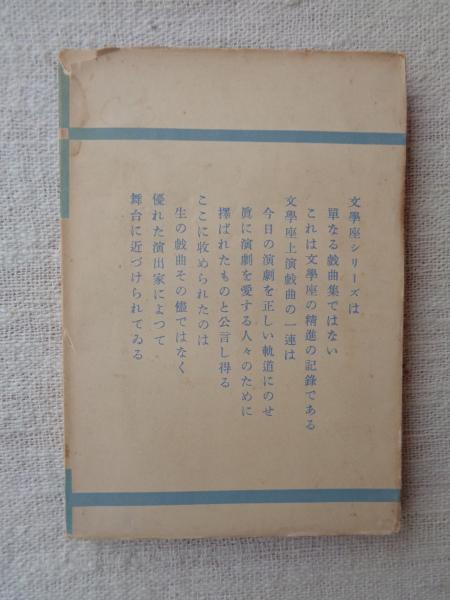 文學座シリーズは
單なる戯曲集ではない
これは文學座の精進の記錄である
文學座上演戯曲の一連は
今日の演劇を正しい軌道にのせ
眞に演劇を愛する人々のために
擇ばれたものと公言し得る
ここに收められたのは
生の戯曲その儘ではなく
優れた演出家によつて
舞台に近づけられてゐる